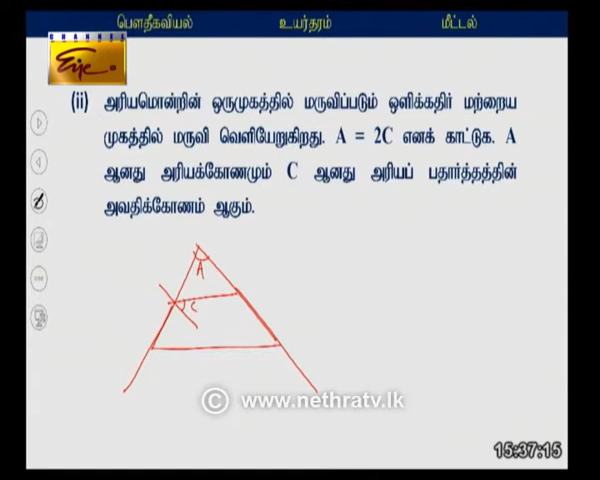 பௌதீகவியல் உயர்தரம் மீட்டல்
CHANNEL
Eye
(ii) அரியமொன்றின் ஒருமுகத்தில் மருவிப்படும் ஒளிக்கதிர் மற்றைய
முகத்தில் மருவி வெளியேறுகிறது. A = 2C எனக் காட்டுக. A
ஆனது அரியக்கோணமும் C ஆனது அரியப் பதார்த்தத்தின்
அவதிக்கோணம் ஆகும்.
A
C
© www.nethratv.lk
15:37:15